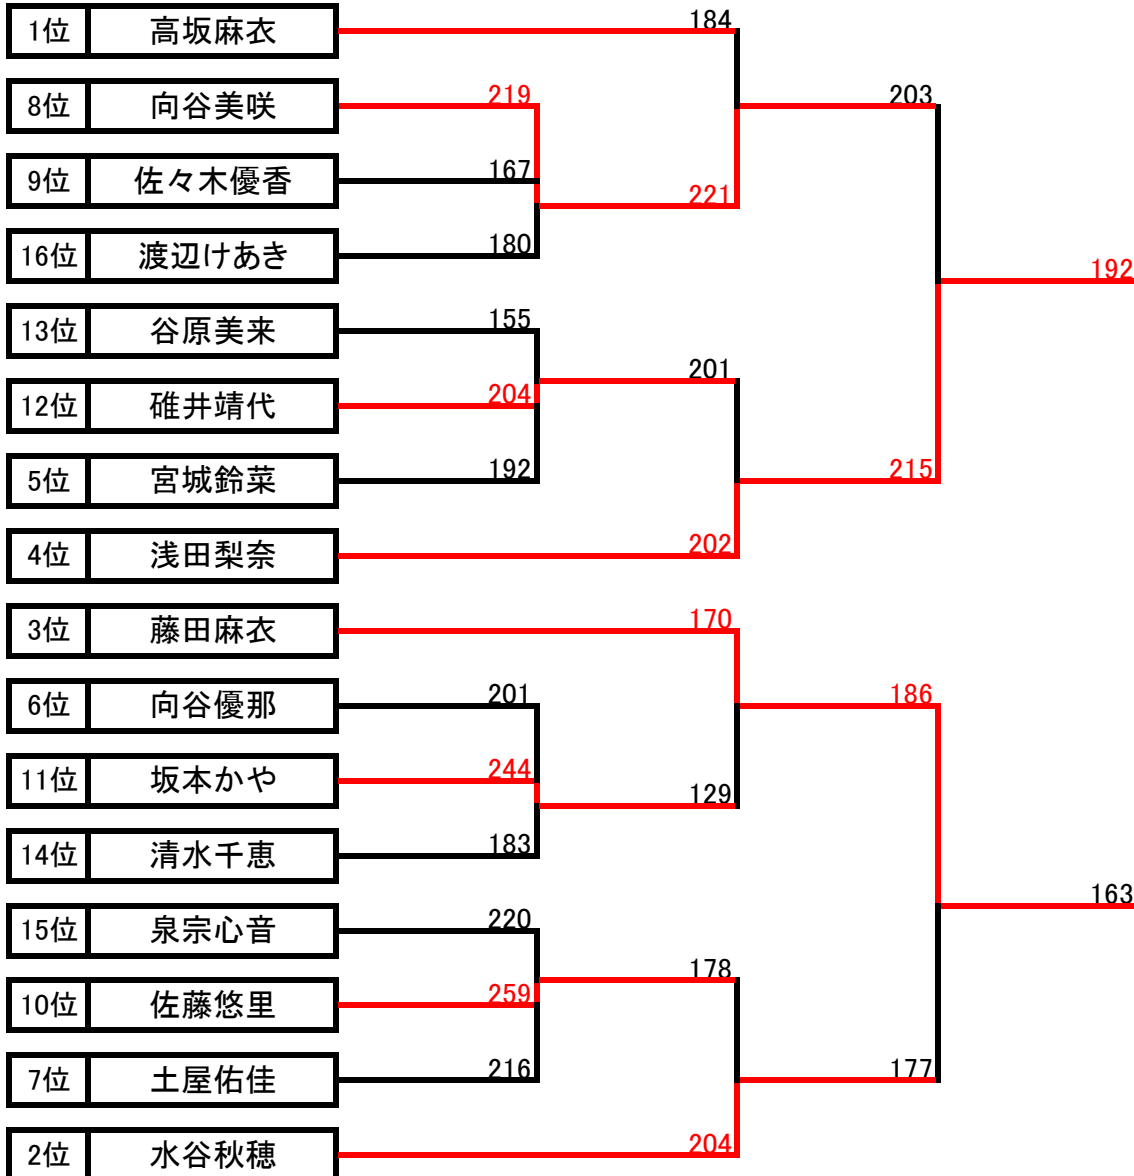 1位 高坂麻衣 184
8位 向谷美咲 219 203
9位 佐々木優香 167
221
16位 渡辺けあき 180
192
13位 谷原美来 155
201
12位 碓井靖代 204
5位 宮城鈴菜 192 215
4位 浅田梨奈 202
3位 藤田麻衣 170
6位 向谷優那 201 186
11位 坂本かや 244
129
14位 清水千恵 183
163
15位 泉宗心音 220
178
10位 佐藤悠里 259
7位 土屋佑佳 216 177
2位 水谷秋穂 204